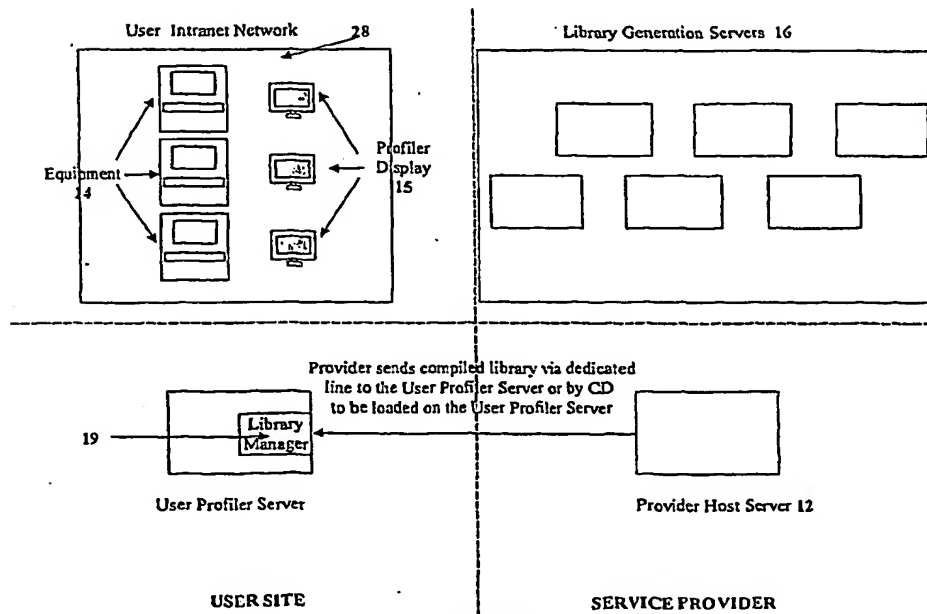 User Intranet Network 28
Library Generation Servers 16
Equipment
Profiler
Display
15
Provider sends compiled library via dedicated
line to the User Profiler Server or by CD
to be loaded on the User Profiler Server
Library
Manager
19
User Profiler Server
Provider Host Server 12
USER SITE
SERVICE PROVIDER